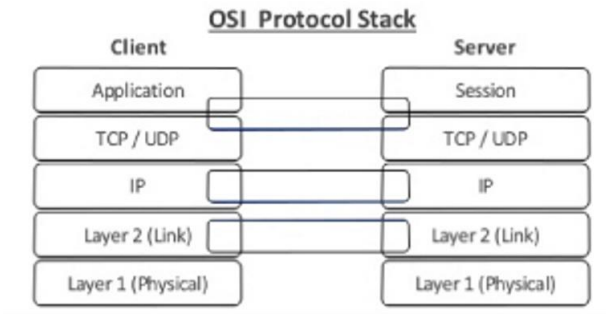 OSI Protocol Stack
Client
Server
Application
Session
TCP / UDP
TCP / UDP
IP
IP
Layer 2 (Link)
Layer 2 (Link)
Layer 1 (Physical)
Layer 1 (Physical)